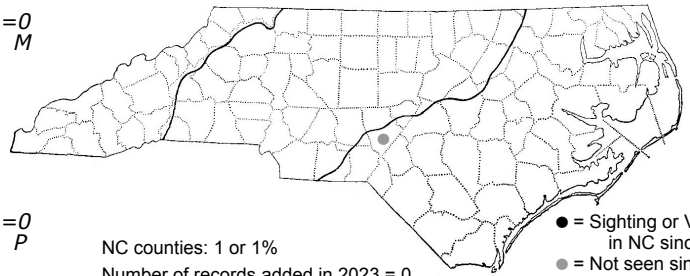 =0
M
=0
P
NC counties: 1 or 1%
Number of records added in 2023 = 0
● = Sighting or V
in NC sinc
● = Not seen sin